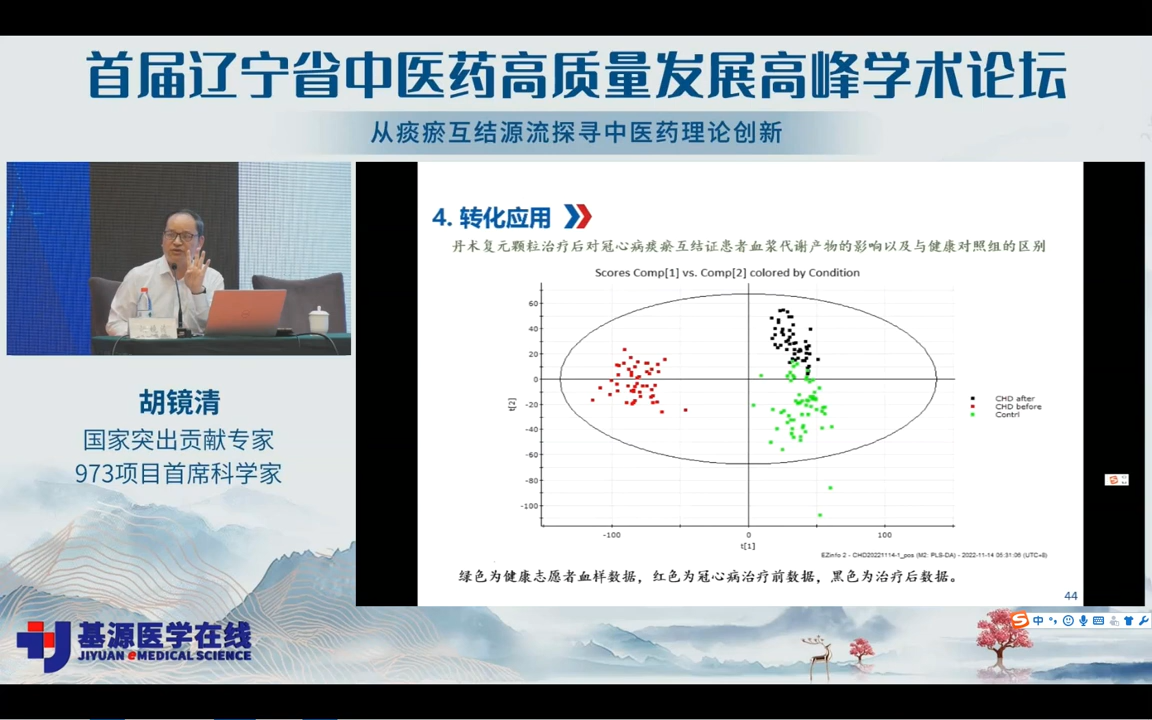 首届辽宁省中医药高质量发展高峰学术论坛
从痰瘀互结源流探寻中医药理论创新
胡镜清
国家突出贡献专家
973项目首席科学家
基源医学在线
JIYUAN eMEDICAL SCIENCE
4. 转化应用
丹术复元颗粒治疗后对冠心病痰瘀互结证患者血浆代谢产物的影响以及与健康对照组的区别
Scores Comp[1] vs. Comp[2] colored by Condition
60
40
20
0
-20
-40
-60
-80
-100
t[2]
-100
0
100
t[1]
CHD after
CHD before
Contrl
EZinfo 2 - CHD20221114-1_pos (M2: PLS-DA) - 2022-11-14 05:31:06 (UTC+8)
绿色为健康志愿者血样数据，红色为冠心病治疗前数据，黑色为治疗后数据。
44
中